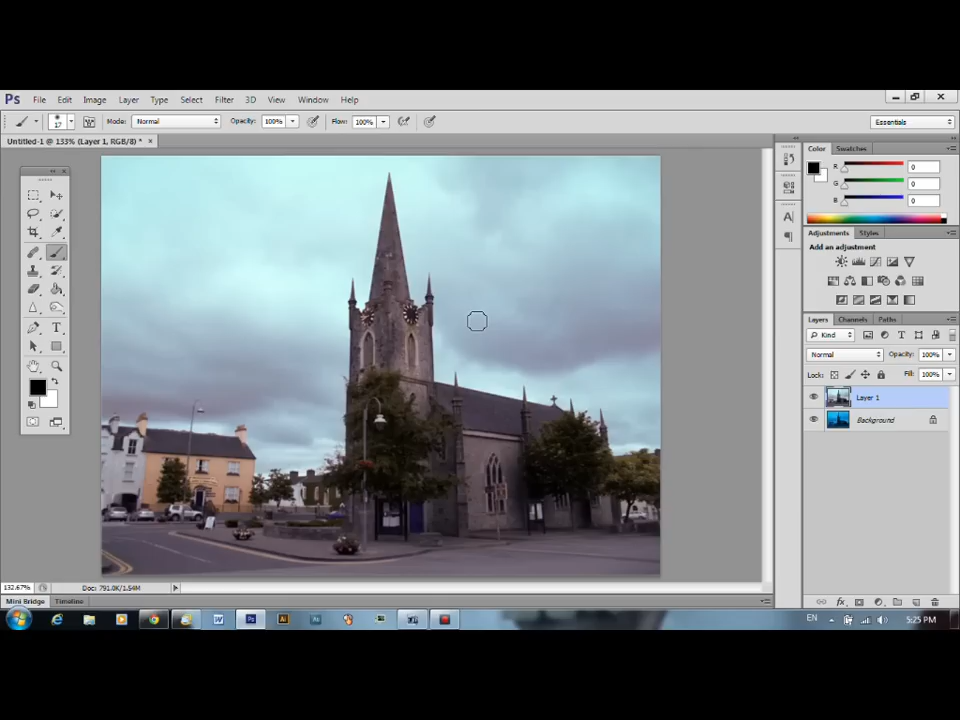 Ps File Edit Image Layer Type Select Filter 3D View Window Help
17 Mode: Normal Opacity: 100% Flow: 100% Essentials
Untitled-1 @ 133% (Layer 1, RGB/8) * ×
Color Swatches
R 0
G 0
B 0
Adjustments Styles
Add an adjustment
Layers Channels Paths
Kind
Normal Opacity: 100%
Lock: Fill: 100%
Layer 1
Background
132.67% Doc: 791.0K/1.54M
Mini Bridge Timeline
EN 5:25 PM